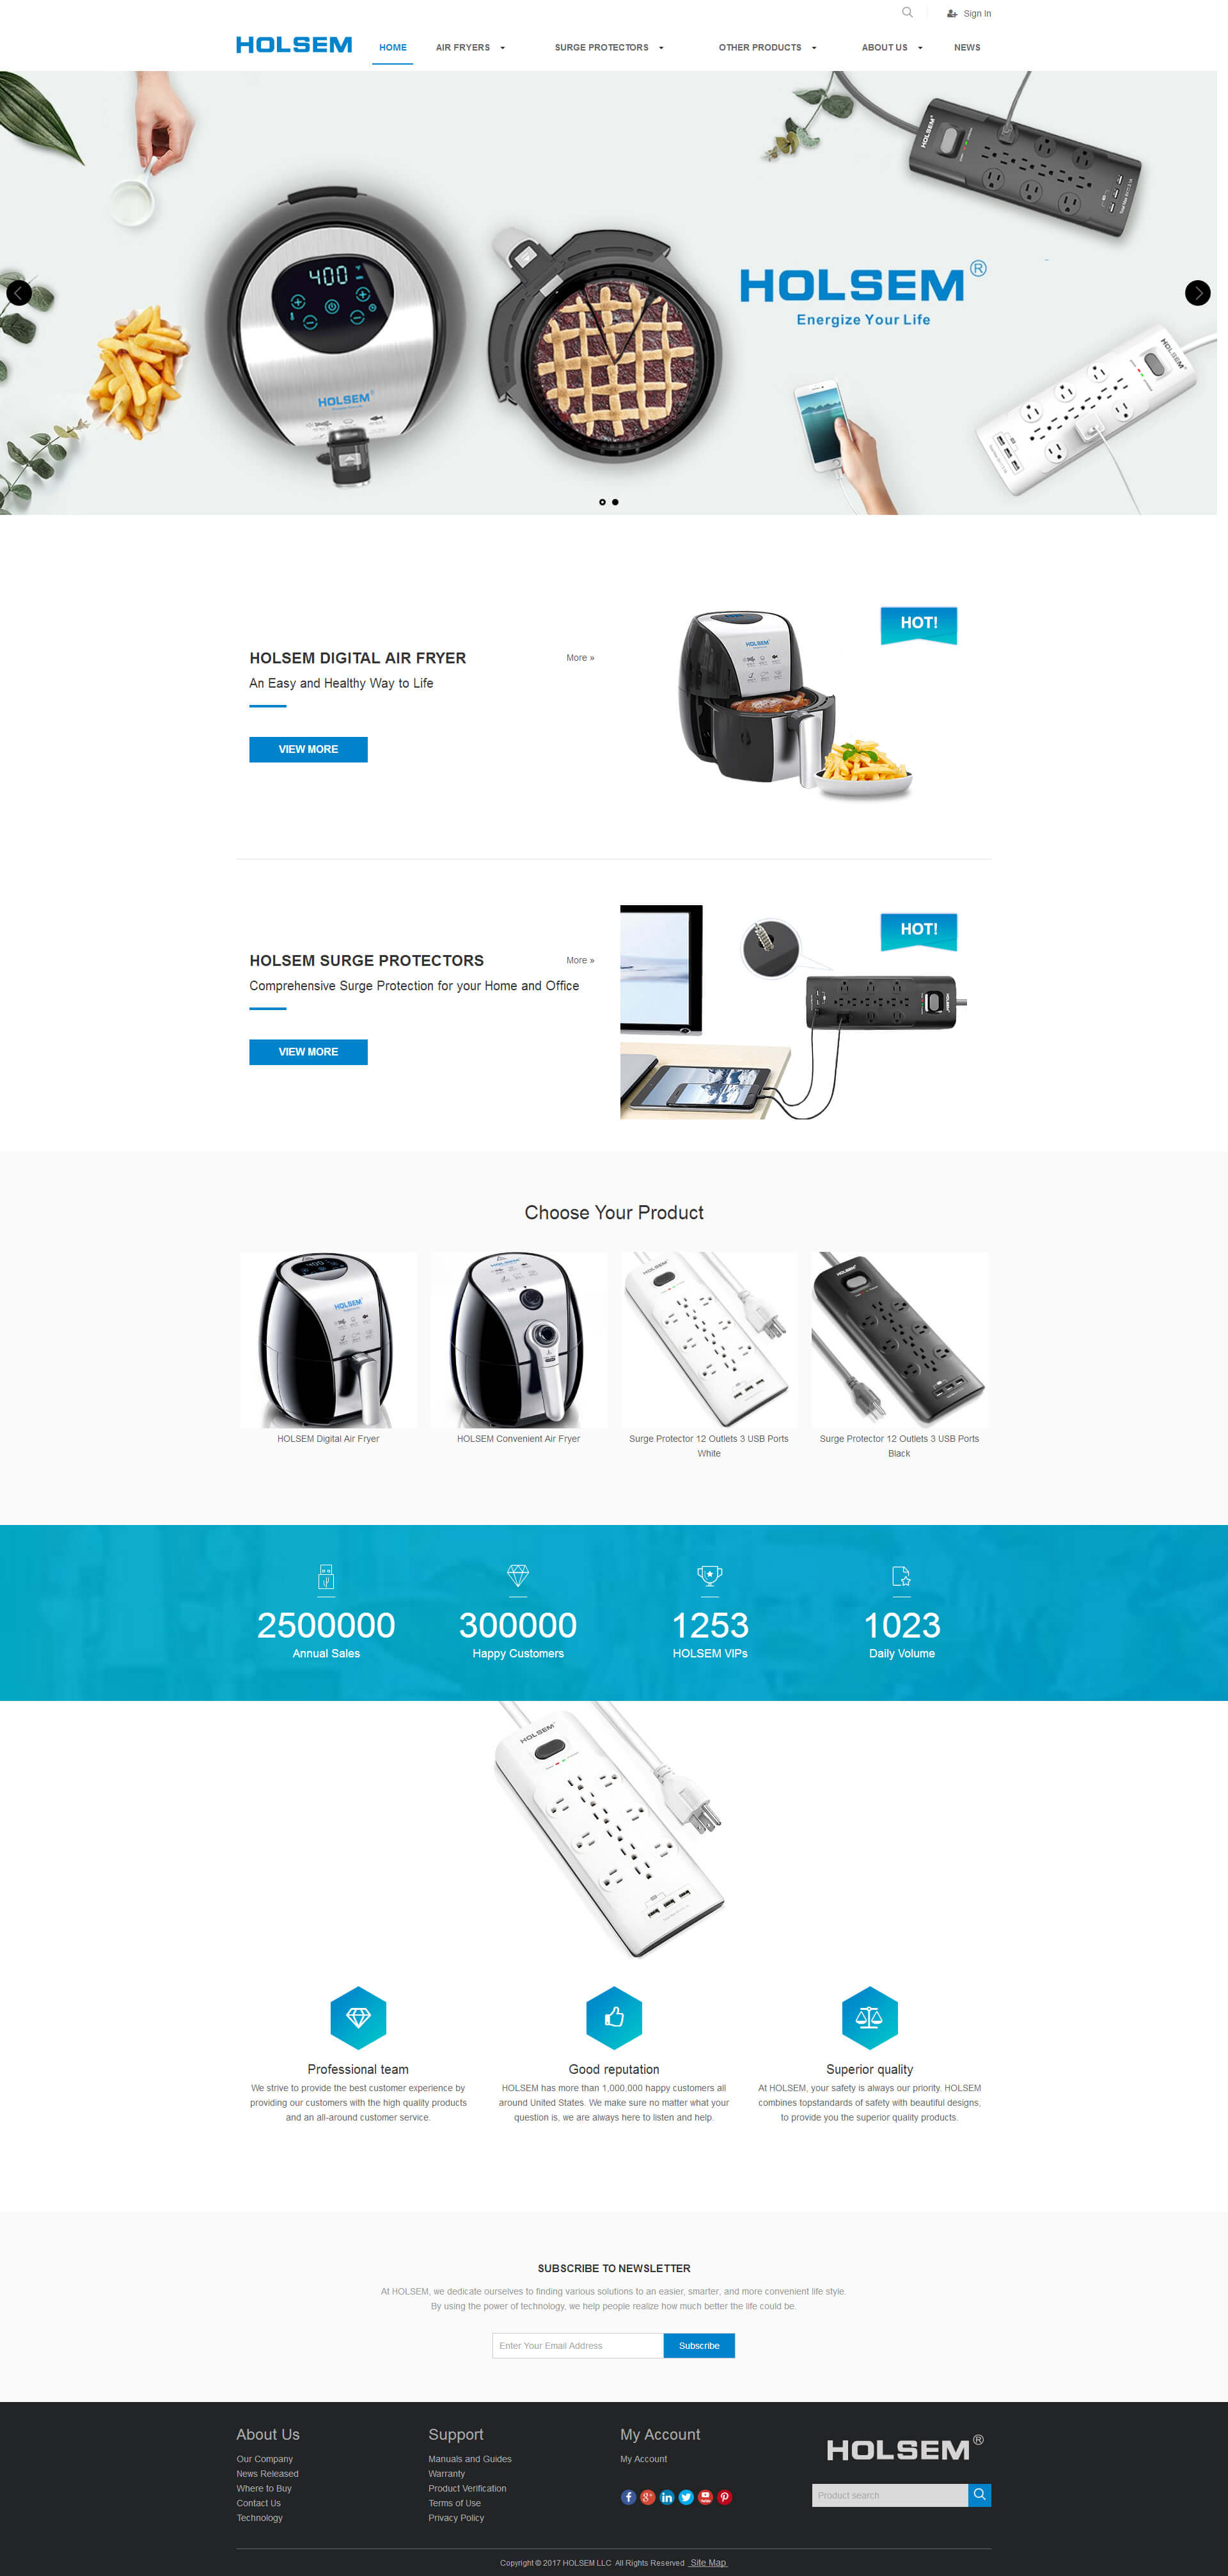 Sign In
HOLSEM
HOME
AIR FRYERS
SURGE PROTECTORS
OTHER PRODUCTS
ABOUT US
NEWS
HOLSEM
400
HOLSEM®
Energize Your Life
HOLSEM
HOLSEM
HOLSEM DIGITAL AIR FRYER
More »
An Easy and Healthy Way to Life
VIEW MORE
HOT!
HOLSEM
HOLSEM SURGE PROTECTORS
More »
Comprehensive Surge Protection for your Home and Office
VIEW MORE
HOT!
Choose Your Product
400
HOLSEM
HOLSEM
HOLSEM
HOLSEM
HOLSEM Digital Air Fryer
HOLSEM Convenient Air Fryer
Surge Protector 12 Outlets 3 USB Ports
White
Surge Protector 12 Outlets 3 USB Ports
Black
2500000
Annual Sales
300000
Happy Customers
1253
HOLSEM VIPs
1023
Daily Volume
HOLSEM
Professional team
We strive to provide the best customer experience by
providing our customers with the high quality products
and an all-around customer service.
Good reputation
HOLSEM has more than 1,000,000 happy customers all
around United States. We make sure no matter what your
question is, we are always here to listen and help.
Superior quality
At HOLSEM, your safety is always our priority. HOLSEM
combines topstandards of safety with beautiful designs,
to provide you the superior quality products.
SUBSCRIBE TO NEWSLETTER
At HOLSEM, we dedicate ourselves to finding various solutions to an easier, smarter, and more convenient life style.
By using the power of technology, we help people realize how much better the life could be.
Enter Your Email Address
Subscribe
About Us
Our Company
News Released
Where to Buy
Contact Us
Technology
Support
Manuals and Guides
Warranty
Product Verification
Terms of Use
Privacy Policy
My Account
My Account
HOLSEM®
Product search
Copyright © 2017 HOLSEM LLC All Rights Reserved Site Map